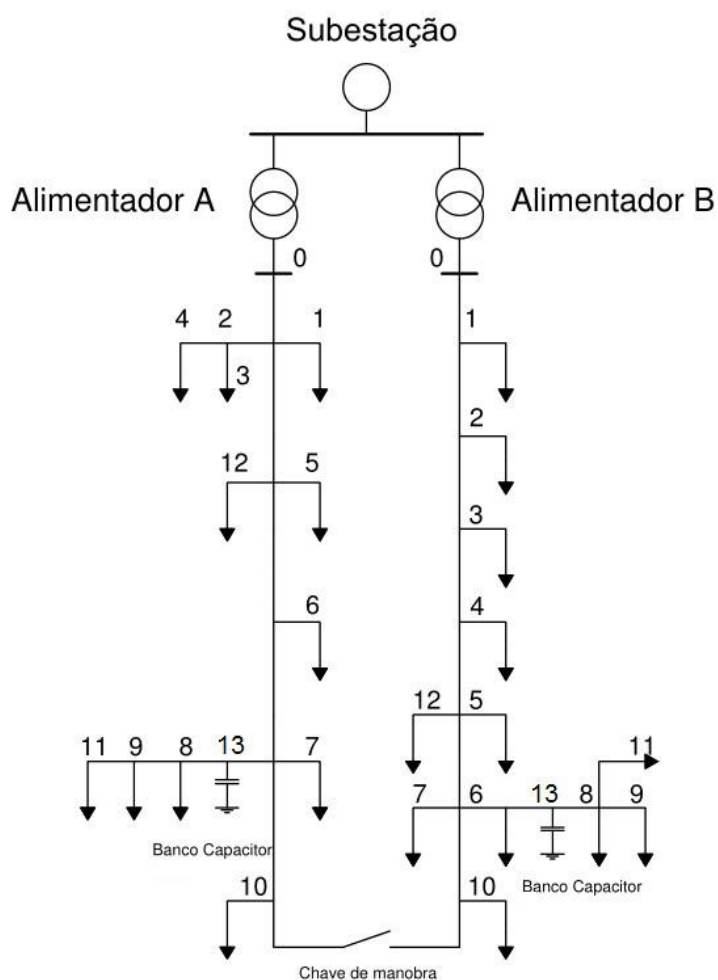 Subestação
Alimentador A
Alimentador B
0
0
4 2 1
1
3
2
12 5
3
6
4
12 5
11 9 8 13 7
11
7 6 13 8 9
Banco Capacitor
Banco Capacitor
10
10
Chave de manobra